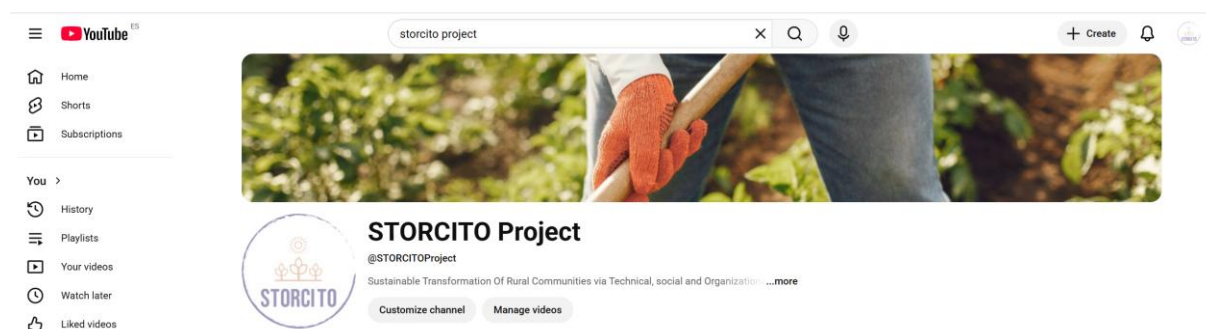 YouTube ES
storcito project
Create
Home
Shorts
Subscriptions
You
History
Playlists
Your videos
Watch later
Liked videos
STORCITO
STORCITO Project
@STORCITOProject
Sustainable Transformation Of Rural Communities via Technical, social and Organization ...more
Customize channel
Manage videos